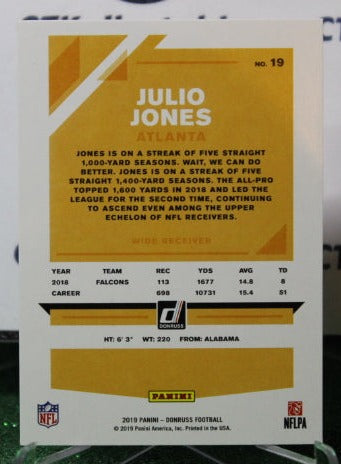 NO. 19
JULIO
JONES
ATLANTA
JONES IS ON A STREAK OF FIVE STRAIGHT
1,000-YARD SEASONS. WAIT, WE CAN DO
BETTER. JONES IS ON A STREAK OF FIVE
STRAIGHT 1,400-YARD SEASONS. THE ALL-PRO
TOPPED 1,600 YARDS IN 2018 AND LED THE
LEAGUE FOR THE SECOND TIME, CONTINUING
TO ASCEND EVEN AMONG THE UPPER
ECHELON OF NFL RECEIVERS.
WIDE RECEIVER
YEAR TEAM REC YDS AVG TD
2018 FALCONS 113 1677 14.8 8
CAREER 698 10731 15.4 51
DONRUSS
HT: 6' 3" WT: 220 FROM: ALABAMA
PANINI
NFL
2019 PANINI – DONRUSS FOOTBALL
© 2019 Panini America, Inc. Printed in the USA.
NFLPA